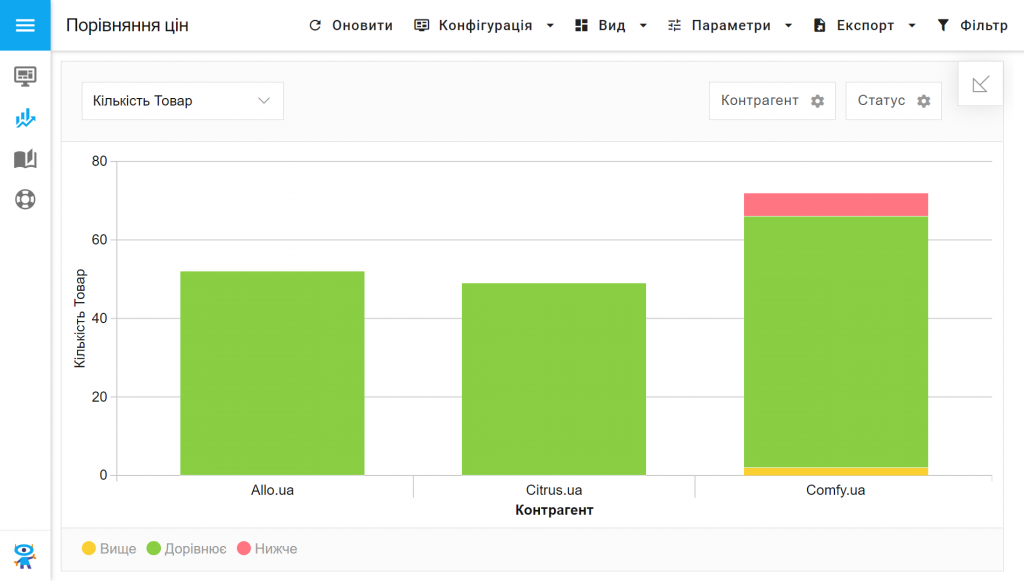 Порівняння цін
Оновити
Конфігурація
Вид
Параметри
Експорт
Фільтр
Кількість Товар
Контрагент
Статус
80
60
40
20
0
Кількість Товар
Allo.ua
Citrus.ua
Comfy.ua
Контрагент
Вище
Дорівнює
Нижче